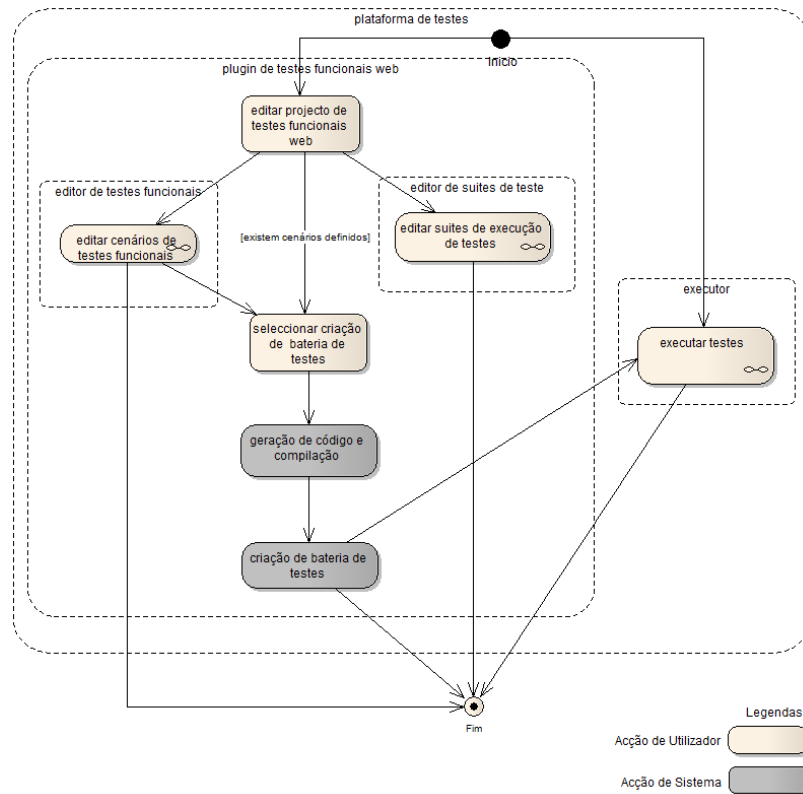 plataforma de testes
Inicio
plugin de testes funcionais web
editar projecto de
testes funcionais
web
editor de testes funcionais
editor de suites de teste
editar cenários de
testes funcionais
[existem cenários definidos]
editar suites de execução
de testes
executor
seleccionar criação
de bateria de
testes
executar testes
geração de código e
compilação
criação de bateria de
testes
Fim
Legendas
Acção de Utilizador
Acção de Sistema